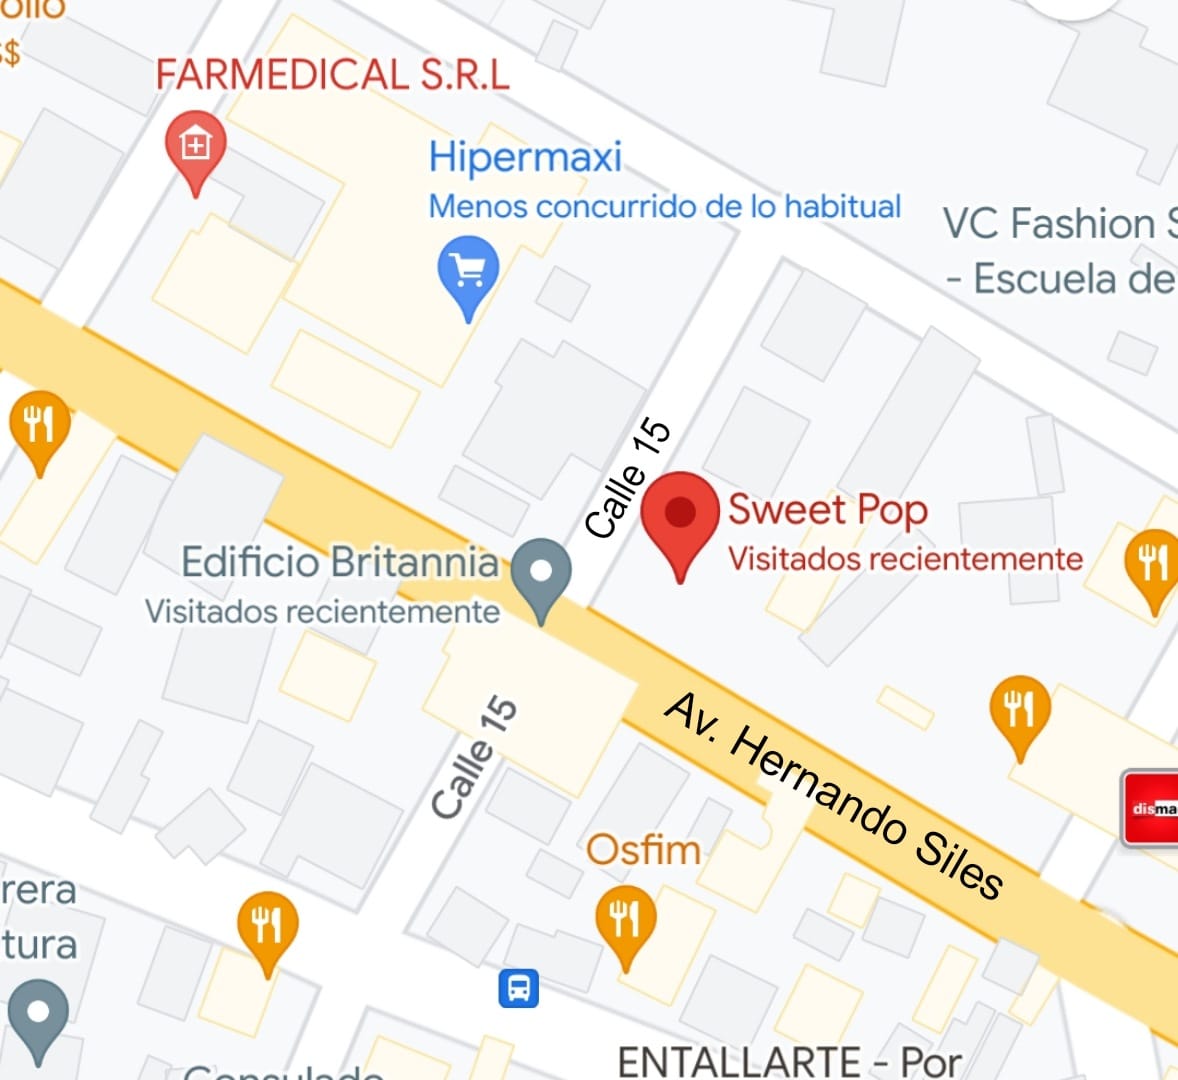 $
FARMEDICAL S.R.L
Hipermaxi
Menos concurrido de lo habitual
VC Fashion
- Escuela de
Calle 15
Sweet Pop
Visitados recientemente
Edificio Britannia
Visitados recientemente
Calle 15
Av. Hernando Siles
disma
Osfim
rera
tura
ENTALLARTE - Por